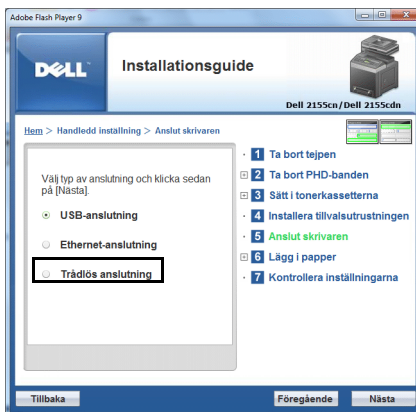 Adobe Flash Player 9
DELL
Installationsguide
Dell 2155cn/Dell 2155cdn
Hem > Handledd inställning > Anslut skrivaren
Välj typ av anslutning och klicka sedan
på [Nasta].
USB-anslutning
Ethernet-anslutning
Trådlös anslutning
1 Ta bort tejpen
2 Ta bort PHD-banden
3 Sätt i tonerkassetterna
4 Installera tillvalsutrustningen
5 Anslut skrivaren
6 Lägg i papper
7 Kontrollera inställningarna
Tillbaka
Föregående
Nästa